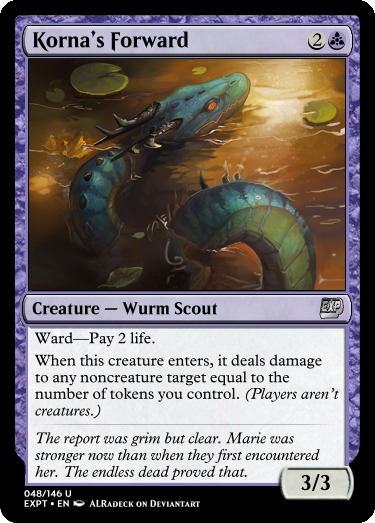 Korna's Forward 2
Creature — Wurm Scout EXP
Ward—Pay 2 life.
When this creature enters, it deals damage
to any noncreature target equal to the
number of tokens you control. (Players aren't
creatures.)
The report was grim but clear. Marie was
stronger now than when they first encountered
her. The endless dead proved that.
3/3
048/146 U
EXPT • EN ALRadeck on Deviantart